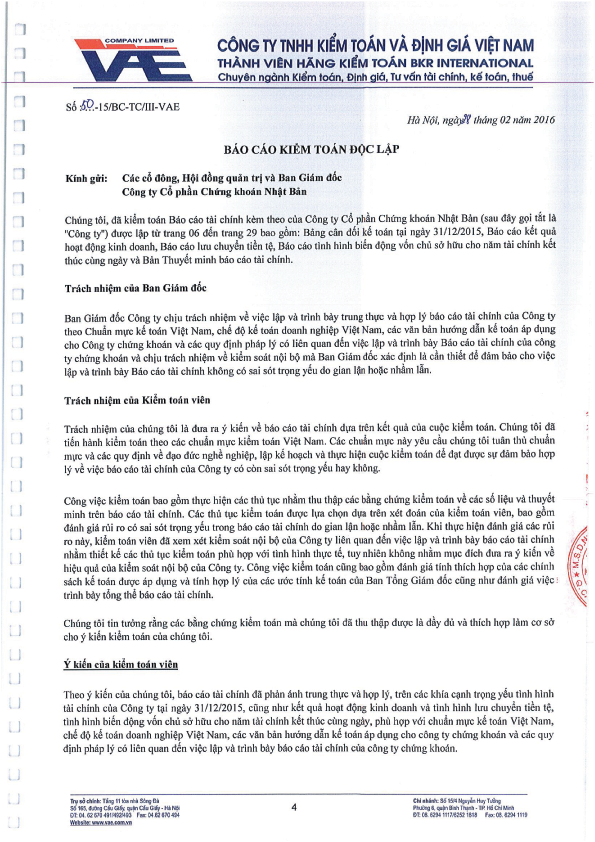 COMPANY LIMITED
VAE
CÔNG TY TNHH KIỂM TOÁN VÀ ĐỊNH GIÁ VIỆT NAM
THÀNH VIÊN HÃNG KIỂM TOÁN BKR INTERNATIONAL
Chuyên ngành Kiểm toán, Định giá, Tư vấn tài chính, kế toán, thuế
Số 50.-15/BC-TC/III-VAE
Hà Nội, ngày tháng 02 năm 2016
BÁO CÁO KIỂM TOÁN ĐỘC LẬP
Kính gửi: Các cổ đông, Hội đồng quản trị và Ban Giám đốc
Công ty Cổ phần Chứng khoán Nhật Bản
Chúng tôi, đã kiểm toán Báo cáo tài chính kèm theo của Công ty Cổ phần Chứng khoán Nhật Bản (sau đây gọi tắt là
"Công ty") được lập từ trang 06 đến trang 29 bao gồm: Bảng cân đối kế toán tại ngày 31/12/2015, Báo cáo kết quả
hoạt động kinh doanh, Báo cáo lưu chuyển tiền tệ, Báo cáo tình hình biến động vốn chủ sở hữu cho năm tài chính kết
thúc cùng ngày và Bản Thuyết minh báo cáo tài chính.
Trách nhiệm của Ban Giám đốc
Ban Giám đốc Công ty chịu trách nhiệm về việc lập và trình bày trung thực và hợp lý báo cáo tài chính của Công ty
theo Chuẩn mực kế toán Việt Nam, chế độ kế toán doanh nghiệp Việt Nam, các văn bản hướng dẫn kế toán áp dụng
cho Công ty chứng khoán và các quy định pháp lý có liên quan đến việc lập và trình bày Báo cáo tài chính của công
ty chứng khoán và chịu trách nhiệm về kiểm soát nội bộ mà Ban Giám đốc xác định là cần thiết để đảm bảo cho việc
lập và trình bày Báo cáo tài chính không có sai sót trọng yếu do gian lận hoặc nhầm lẫn.
Trách nhiệm của Kiểm toán viên
Trách nhiệm của chúng tôi là đưa ra ý kiến về báo cáo tài chính dựa trên kết quả của cuộc kiểm toán. Chúng tôi đã
tiến hành kiểm toán theo các chuẩn mực kiểm toán Việt Nam. Các chuẩn mực này yêu cầu chúng tôi tuân thủ chuẩn
mực và các quy định về đạo đức nghề nghiệp, lập kế hoạch và thực hiện cuộc kiểm toán để đạt được sự đảm bảo hợp
lý về việc báo cáo tài chính của Công ty có còn sai sót trọng yếu hay không.
Công việc kiểm toán bao gồm thực hiện các thủ tục nhằm thu thập các bằng chứng kiểm toán về các số liệu và thuyết
minh trên báo cáo tài chính. Các thủ tục kiểm toán được lựa chọn dựa trên xét đoán của kiểm toán viên, bao gồm
đánh giá rủi ro có sai sót trọng yếu trong báo cáo tài chính do gian lận hoặc nhầm lẫn. Khi thực hiện đánh giá các rủi
ro này, kiểm toán viên đã xem xét kiểm soát nội bộ của Công ty liên quan đến việc lập và trình bày báo cáo tài chính
nhằm thiết kế các thủ tục kiểm toán phù hợp với tình hình thực tế, tuy nhiên không nhằm mục đích đưa ra ý kiến về
hiệu quả của kiểm soát nội bộ của Công ty. Công việc kiểm toán cũng bao gồm đánh giá tính thích hợp của các chính
sách kế toán được áp dụng và tính hợp lý của các ước tính kế toán của Ban Tổng Giám đốc cũng như đánh giá việc
trình bày tổng thể báo cáo tài chính.
Chúng tôi tin tưởng rằng các bằng chứng kiểm toán mà chúng tôi đã thu thập được là đầy đủ và thích hợp làm cơ sở
cho ý kiến kiểm toán của chúng tôi.
Ý kiến của kiểm toán viên
Theo ý kiến của chúng tôi, báo cáo tài chính đã phản ánh trung thực và hợp lý, trên các khía cạnh trọng yếu tình hình
tài chính của Công ty tại ngày 31/12/2015, cũng như kết quả hoạt động kinh doanh và tình hình lưu chuyển tiền tệ,
tình hình biến động vốn chủ sở hữu cho năm tài chính kết thúc cùng ngày, phù hợp với chuẩn mực kế toán Việt Nam,
chế độ kế toán doanh nghiệp Việt Nam, các văn bản hướng dẫn kế toán áp dụng cho công ty chứng khoán và các quy
định pháp lý có liên quan đến việc lập và trình bày báo cáo tài chính của công ty chứng khoán.
Trụ sở chính: Tầng 11 tòa nhà Sông Đà
Số 165, đường Cầu Giấy, quận Cầu Giấy - Hà Nội
ĐT: 04. 62 670 491/492/493 Fax: 04.62 670 494
Website: www.vae.com.vn
4
Chi nhánh: Số 15/4 Nguyễn Huy Tưởng
Phường 6, quận Bình Thạnh - TP. Hồ Chí Minh
ĐT: 08. 6294 1117/6252 1818 Fax: 08. 6294 1119
M.S.D.N